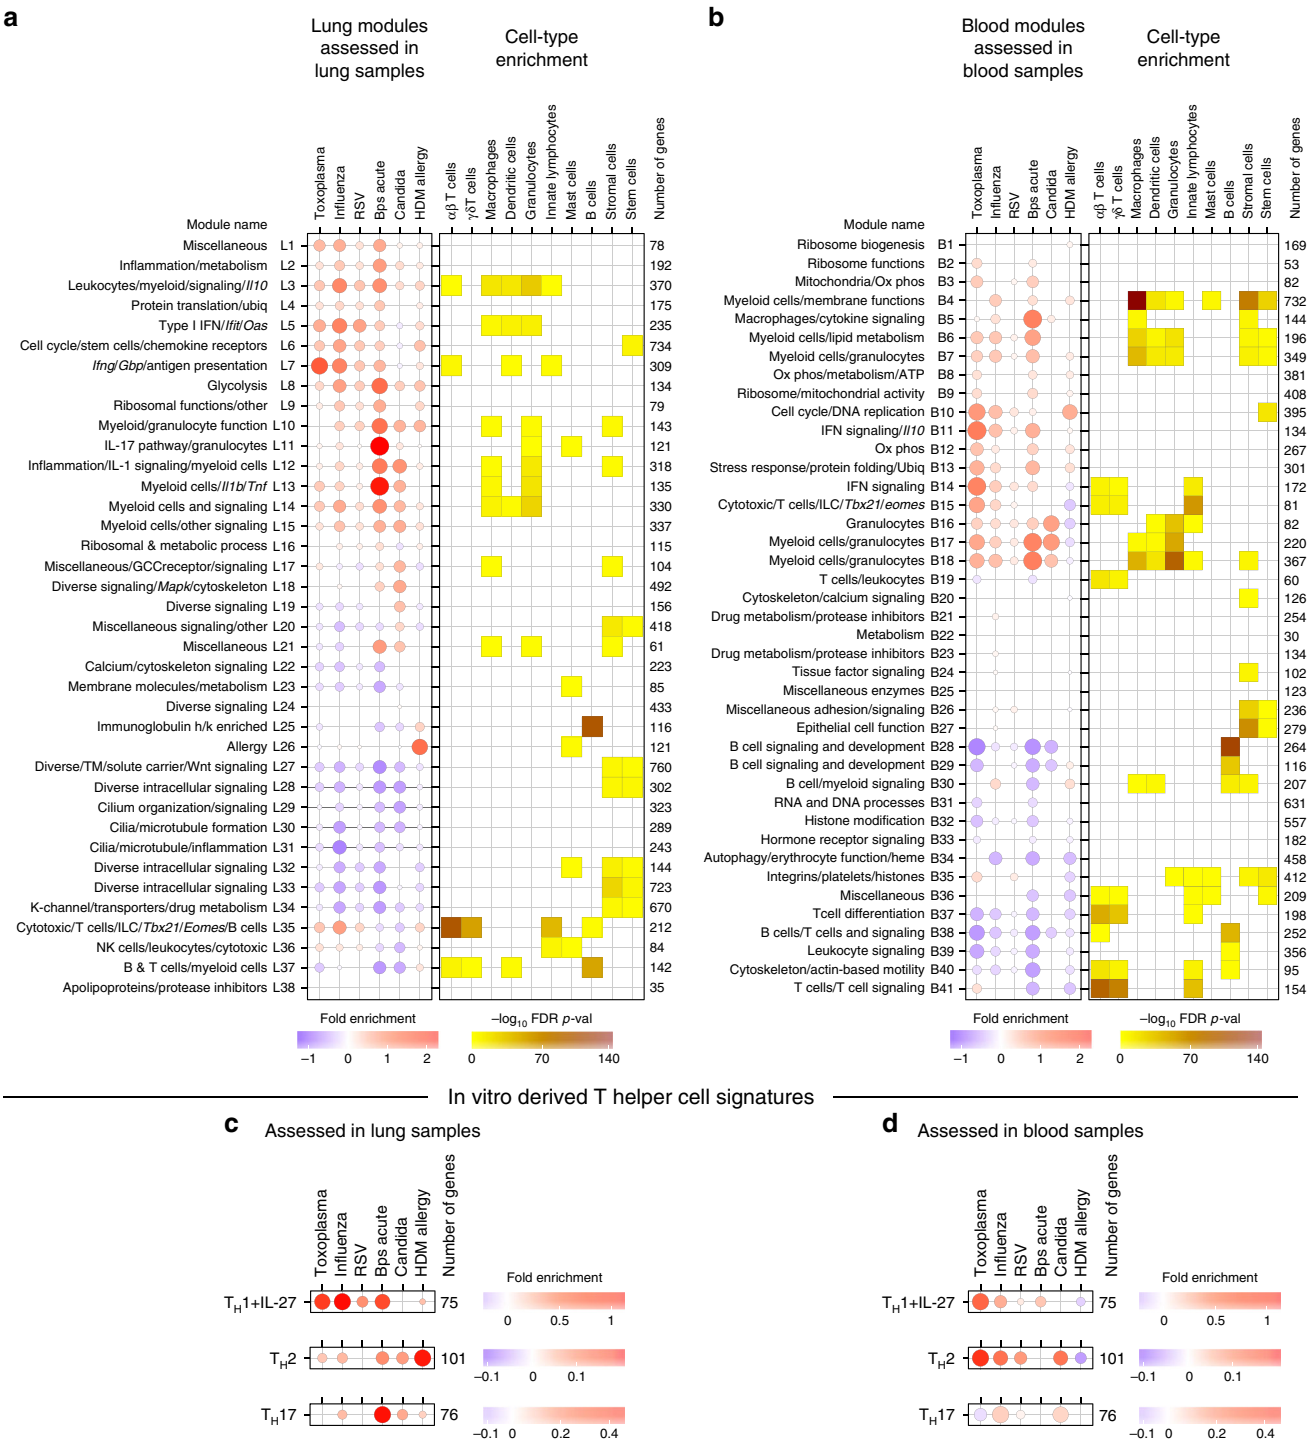 a
Lung modules
assessed in
lung samples
Cell-type
enrichment
Toxoplasma
Influenza
RSV
Bps acute
Candida
HDM allergy
αβ T cells
γδT cells
Macrophages
Dendritic cells
Granulocytes
Innate lymphocytes
Mast cells
B cells
Stromal cells
Stem cells
Number of genes
Module name
Miscellaneous L1 78
Inflammation/metabolism L2 192
Leukocytes/myeloid/signaling/Il10 L3 370
Protein translation/ubiq L4 175
Type I IFN/Ifit/Oas L5 235
Cell cycle/stem cells/chemokine receptors L6 734
Ifng/Gbp/antigen presentation L7 309
Glycolysis L8 134
Ribosomal functions/other L9 79
Myeloid/granulocyte function L10 143
IL-17 pathway/granulocytes L11 121
Inflammation/IL-1 signaling/myeloid cells L12 318
Myeloid cells/Il1b/Tnf L13 135
Myeloid cells and signaling L14 330
Myeloid cells/other signaling L15 337
Ribosomal & metabolic process L16 115
Miscellaneous/GCCreceptor/signaling L17 104
Diverse signaling/Mapk/cytoskeleton L18 492
Diverse signaling L19 156
Miscellaneous signaling/other L20 418
Miscellaneous L21 61
Calcium/cytoskeleton signaling L22 223
Membrane molecules/metabolism L23 85
Diverse signaling L24 433
Immunoglobulin h/k enriched L25 116
Allergy L26 121
Diverse/TM/solute carrier/Wnt signaling L27 760
Diverse intracellular signaling L28 302
Cilium organization/signaling L29 323
Cilia/microtubule formation L30 289
Cilia/microtubule/inflammation L31 243
Diverse intracellular signaling L32 144
Diverse intracellular signaling L33 723
K-channel/transporters/drug metabolism L34 670
Cytotoxic/T cells/ILC/Tbx21/Eomes/B cells L35 212
NK cells/leukocytes/cytotoxic L36 84
B & T cells/myeloid cells L37 142
Apolipoproteins/protease inhibitors L38 35
Fold enrichment
−1 0 1 2
−log10 FDR p-val
0 70 140
b
Blood modules
assessed in
blood samples
Cell-type
enrichment
Toxoplasma
Influenza
RSV
Bps acute
Candida
HDM allergy
αβ T cells
γδ T cells
Macrophages
Dendritic cells
Granulocytes
Innate lymphocytes
Mast cells
B cells
Stromal cells
Stem cells
Number of genes
Module name
Ribosome biogenesis B1 169
Ribosome functions B2 53
Mitochondria/Ox phos B3 82
Myeloid cells/membrane functions B4 732
Macrophages/cytokine signaling B5 144
Myeloid cells/lipid metabolism B6 196
Myeloid cells/granulocytes B7 349
Ox phos/metabolism/ATP B8 381
Ribosome/mitochondrial activity B9 408
Cell cycle/DNA replication B10 395
IFN signaling/Il10 B11 134
Ox phos B12 267
Stress response/protein folding/Ubiq B13 301
IFN signaling B14 172
Cytotoxic/T cells/ILC/Tbx21/eomes B15 81
Granulocytes B16 82
Myeloid cells/granulocytes B17 220
Myeloid cells/granulocytes B18 367
T cells/leukocytes B19 60
Cytoskeleton/calcium signaling B20 126
Drug metabolism/protease inhibitors B21 254
Metabolism B22 30
Drug metabolism/protease inhibitors B23 134
Tissue factor signaling B24 102
Miscellaneous enzymes B25 123
Miscellaneous adhesion/signaling B26 236
Epithelial cell function B27 279
B cell signaling and development B28 264
B cell signaling and development B29 116
B cell/myeloid signaling B30 207
RNA and DNA processes B31 631
Histone modification B32 557
Hormone receptor signaling B33 182
Autophagy/erythrocyte function/heme B34 458
Integrins/platelets/histones B35 412
Miscellaneous B36 209
Tcell differentiation B37 198
B cells/T cells and signaling B38 252
Leukocyte signaling B39 356
Cytoskeleton/actin-based motility B40 95
T cells/T cell signaling B41 154
Fold enrichment
−1 0 1 2
−log10 FDR p-val
0 70 140
In vitro derived T helper cell signatures
c
Assessed in lung samples
Toxoplasma
Influenza
RSV
Bps acute
Candida
HDM allergy
Number of genes
Fold enrichment
TH1+IL-27 75
0 0.5 1
TH2 101
−0.1 0 0.1
TH17 76
−0.1 0 0.2 0.4
d
Assessed in blood samples
Toxoplasma
Influenza
RSV
Bps acute
Candida
HDM allergy
Number of genes
Fold enrichment
TH1+IL-27 75
0 0.5 1
TH2 101
−0.1 0 0.1
TH17 76
−0.1 0 0.2 0.4